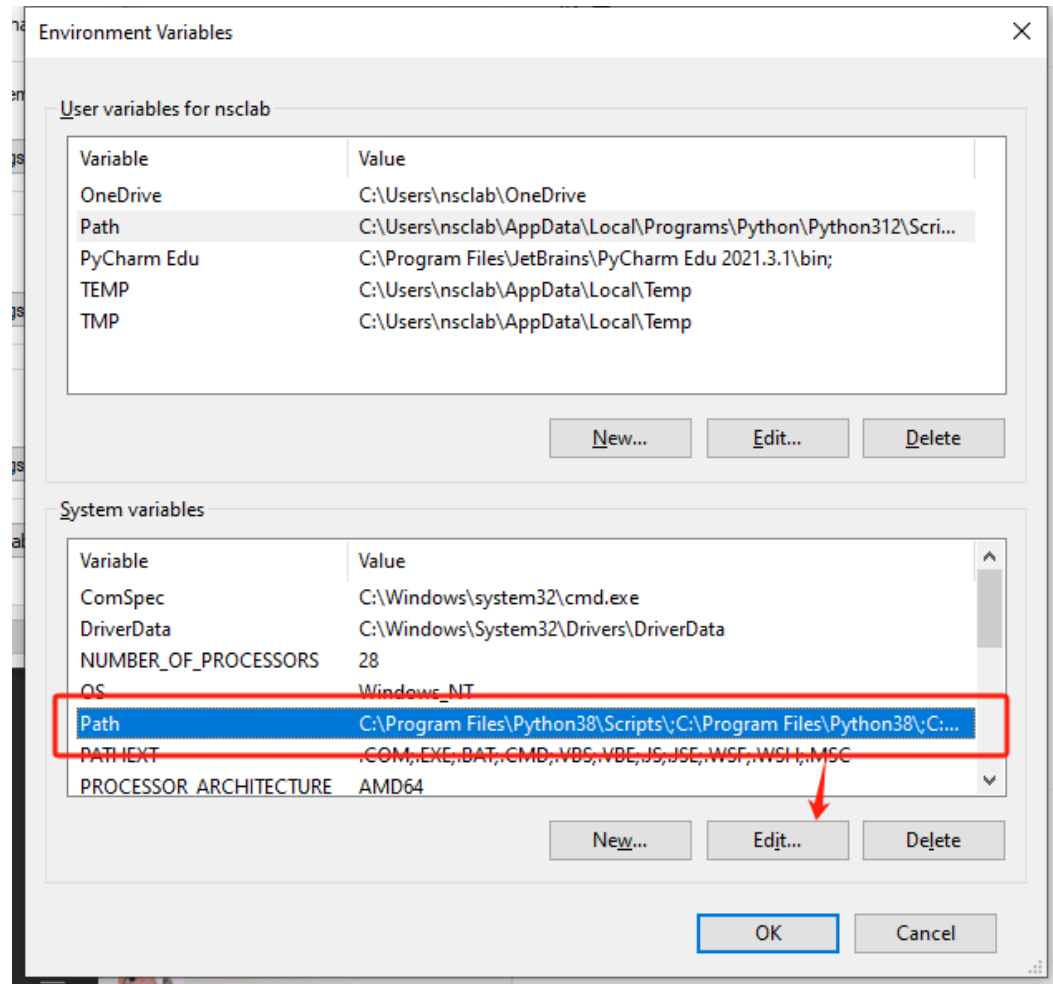 Environment Variables
User variables for nsclab
Variable Value
OneDrive C:\Users\nsclab\OneDrive
Path C:\Users\nsclab\AppData\Local\Programs\Python\Python312\Scri...
PyCharm Edu C:\Program Files\JetBrains\PyCharm Edu 2021.3.1\bin;
TEMP C:\Users\nsclab\AppData\Local\Temp
TMP C:\Users\nsclab\AppData\Local\Temp
New... Edit... Delete
System variables
Variable Value
ComSpec C:\Windows\system32\cmd.exe
DriverData C:\Windows\System32\Drivers\DriverData
NUMBER_OF_PROCESSORS 28
OS Windows_NT
Path C:\Program Files\Python38\Scripts\;C:\Program Files\Python38\;C:...
PATHEXT .COM;.EXE;.BAT;.CMD;.VBS;.VBE;.JS;.JSE;.WSF;.WSH;.MSC
PROCESSOR_ARCHITECTURE AMD64
New... Edit... Delete
OK Cancel